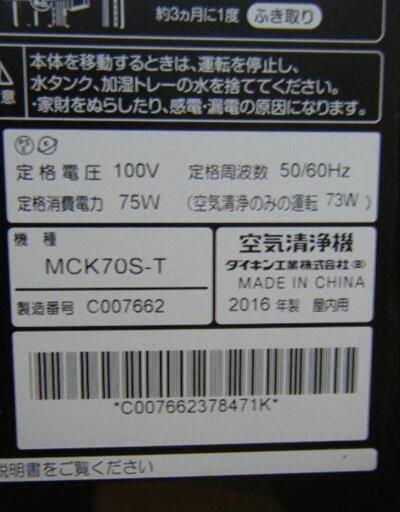 約3ヵ月に1度 ふき取り
本体を移動するときは、運転を停止し、
水タンク、加湿トレーの水を捨ててください。
意 ・家財をぬらしたり、感電・漏電の原因になります。
定格電圧 100V 定格周波数 50/60Hz
定格消費電力 75W (空気清浄のみの運転 73W)
機種
MCK70S-T
製造番号 C007662
空気清浄機
ダイキン工業株式会社
MADE IN CHINA
2016年製 屋内用
*C007662378471K*
説明書をご覧ください